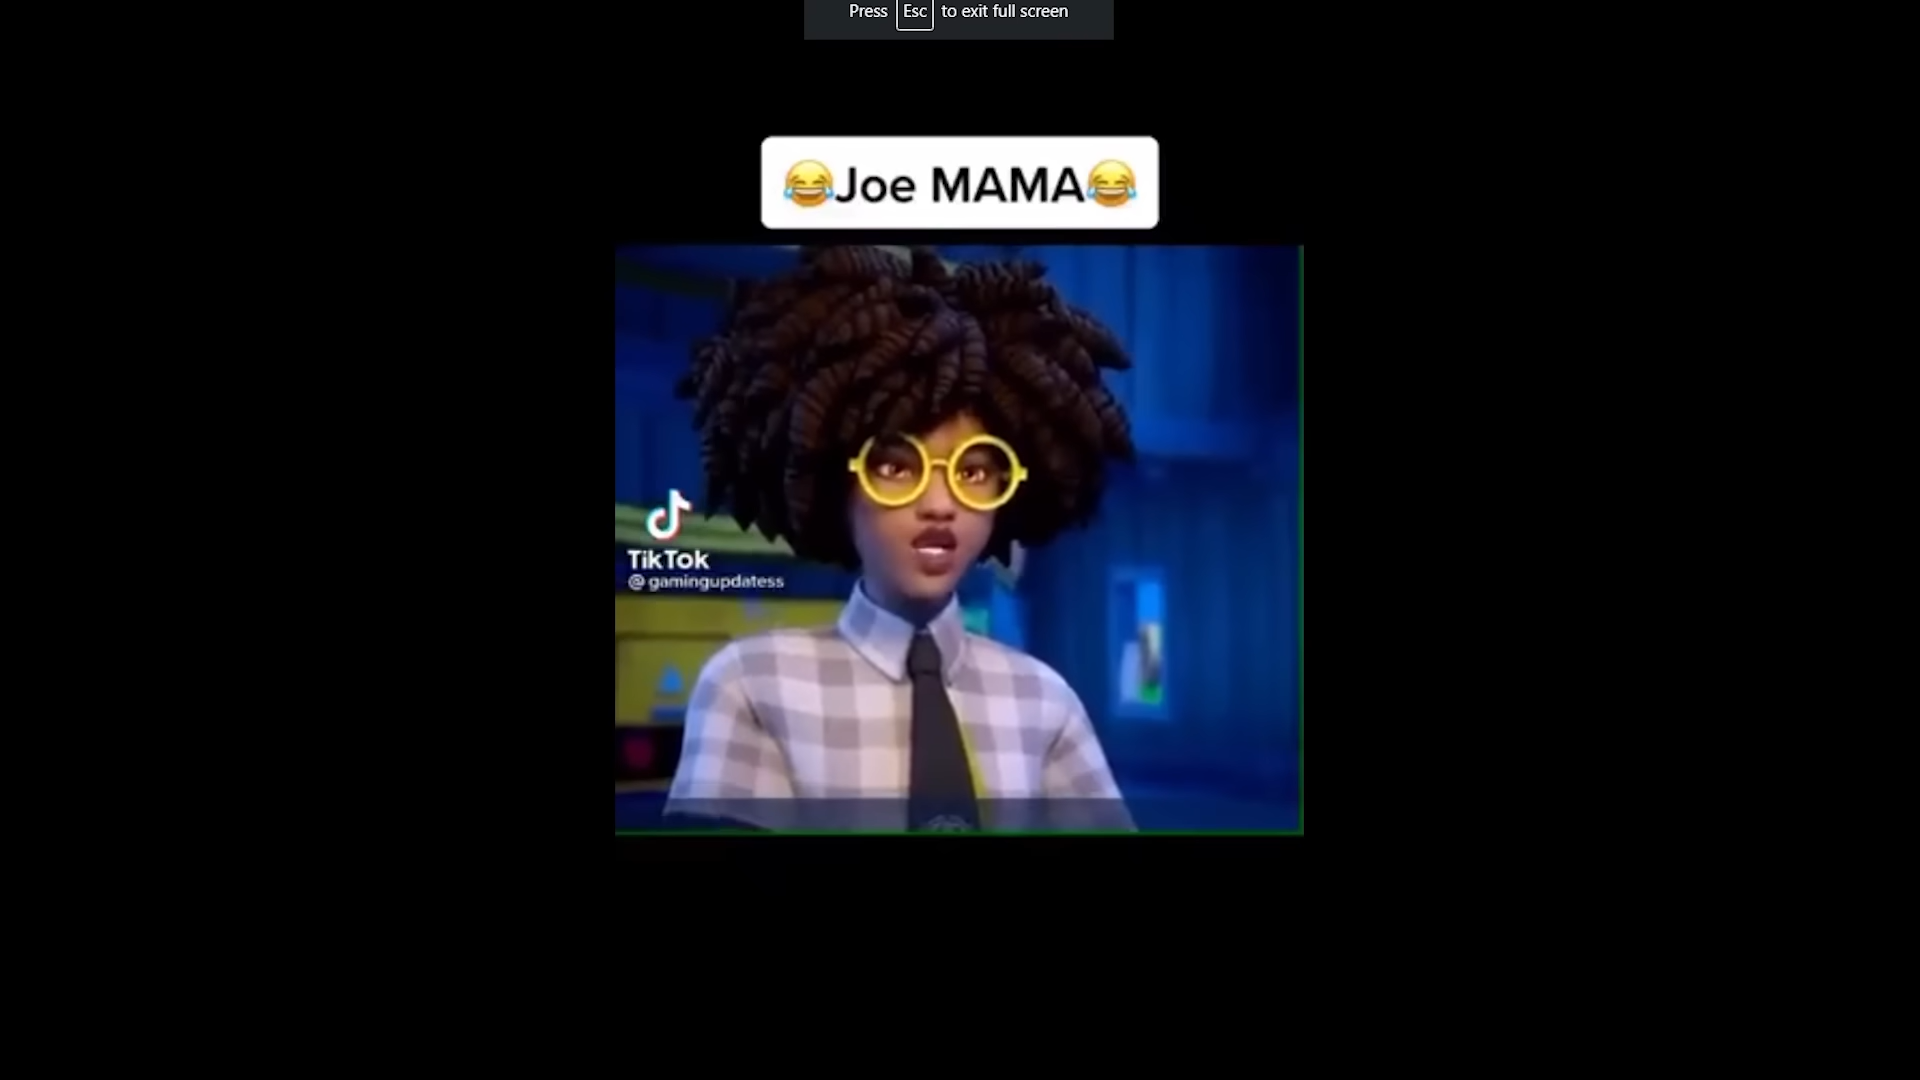 Press Esc to exit full screen
😂Joe MAMA😂
TikTok
@gamingupdatess